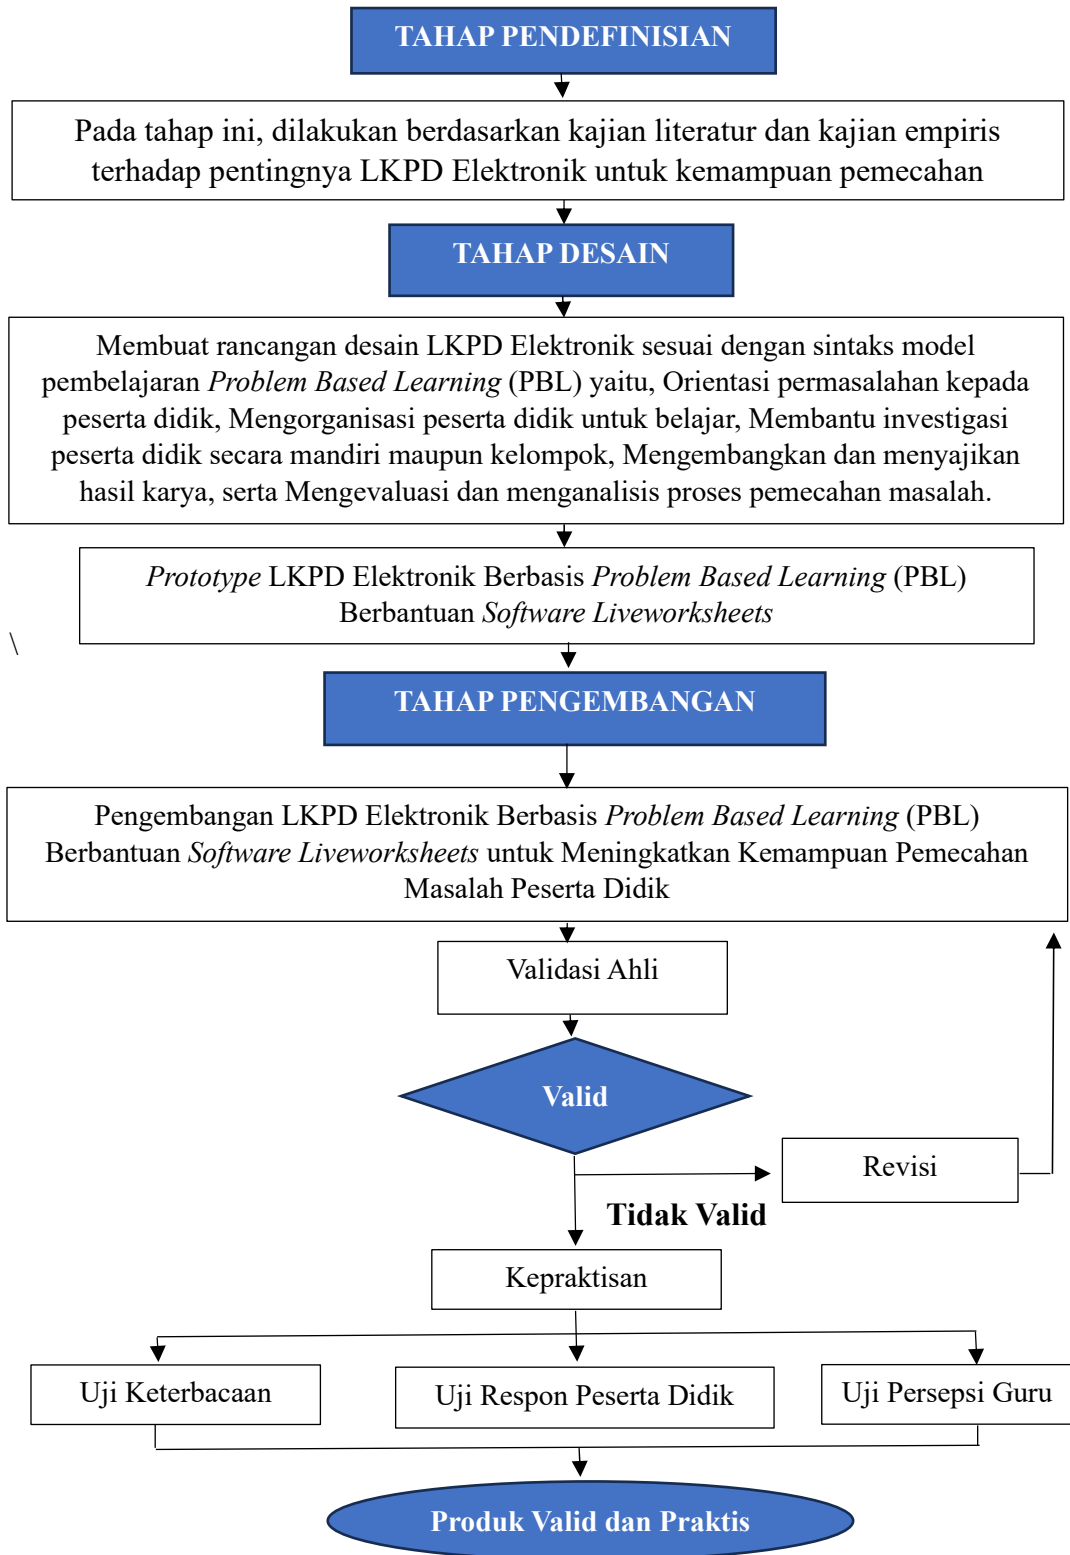 TAHAP PENDEFINISIAN
Pada tahap ini, dilakukan berdasarkan kajian literatur dan kajian empiris
terhadap pentingnya LKPD Elektronik untuk kemampuan pemecahan
TAHAP DESAIN
Membuat rancangan desain LKPD Elektronik sesuai dengan sintaks model
pembelajaran Problem Based Learning (PBL) yaitu, Orientasi permasalahan kepada
peserta didik, Mengorganisasi peserta didik untuk belajar, Membantu investigasi
peserta didik secara mandiri maupun kelompok, Mengembangkan dan menyajikan
hasil karya, serta Mengevaluasi dan menganalisis proses pemecahan masalah.
Prototype LKPD Elektronik Berbasis Problem Based Learning (PBL)
Berbantuan Software Liveworksheets
\
TAHAP PENGEMBANGAN
Pengembangan LKPD Elektronik Berbasis Problem Based Learning (PBL)
Berbantuan Software Liveworksheets untuk Meningkatkan Kemampuan Pemecahan
Masalah Peserta Didik
Validasi Ahli
Valid
Revisi
Tidak Valid
Kepraktisan
Uji Keterbacaan
Uji Respon Peserta Didik
Uji Persepsi Guru
Produk Valid dan Praktis